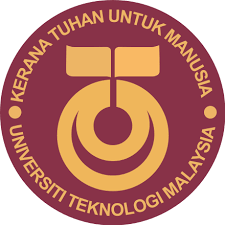 KERANA TUHAN UNTUK MANUSIA
UNIVERSITI TEKNOLOGI MALAYSIA